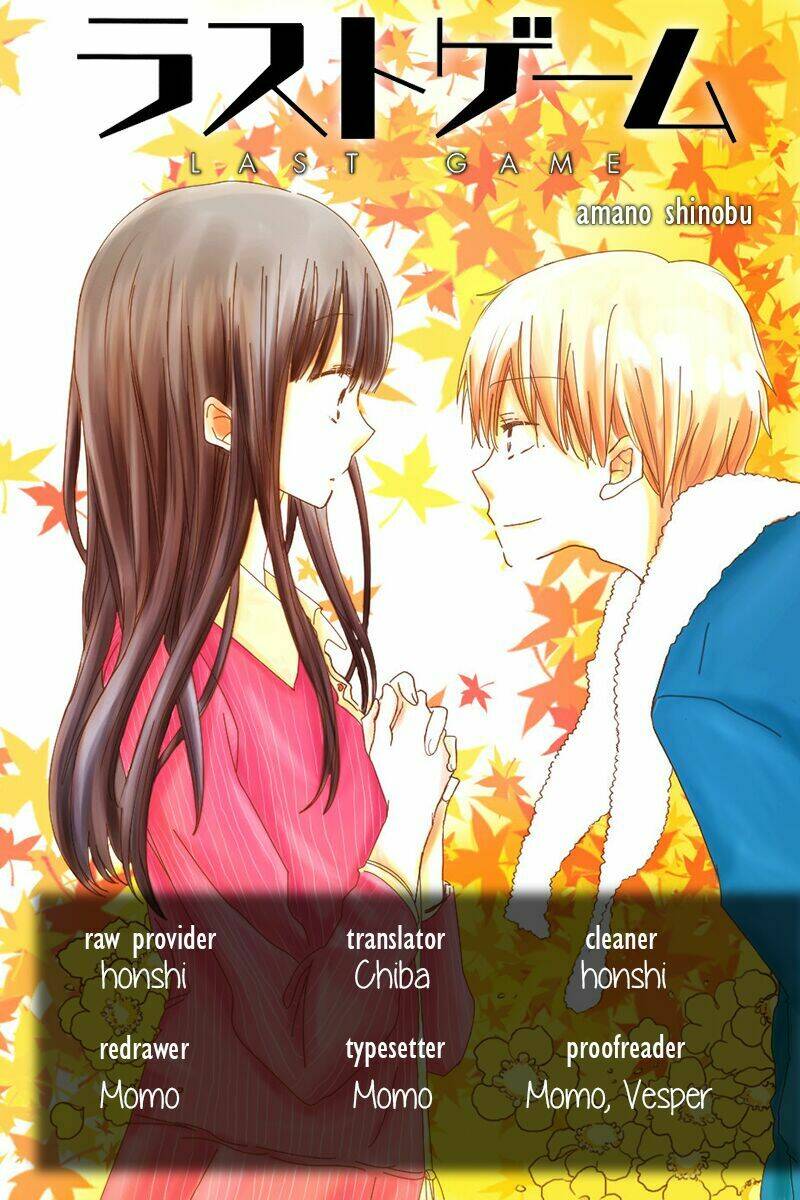 ラストゲーム
LAST GAME
amano shinobu
raw provider translator cleaner
honshi Chiba honshi
redrawer typesetter proofreader
Momo Momo Momo, Vesper